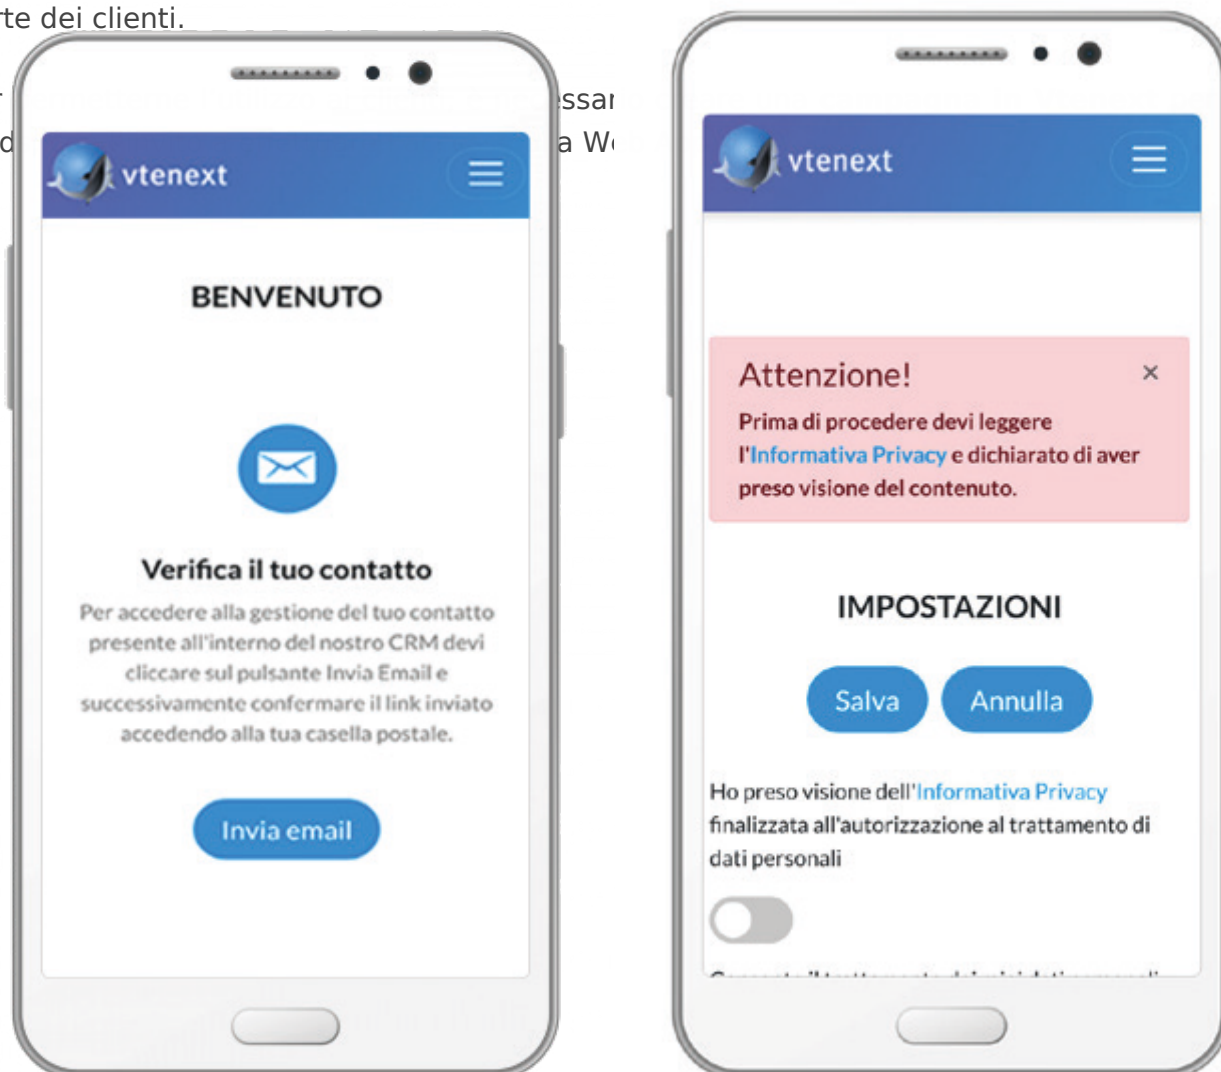 rte dei clienti.
essar
a We
vtenext
BENVENUTO
Verifica il tuo contatto
Per accedere alla gestione del tuo contatto
presente all'interno del nostro CRM devi
cliccare sul pulsante Invia Email e
successivamente confermare il link inviato
accedendo alla tua casella postale.
Invia email
vtenext
Attenzione!
×
Prima di procedere devi leggere
l'Informativa Privacy e dichiarato di aver
preso visione del contenuto.
IMPOSTAZIONI
Salva Annulla
Ho preso visione dell'Informativa Privacy
finalizzata all'autorizzazione al trattamento di
dati personali